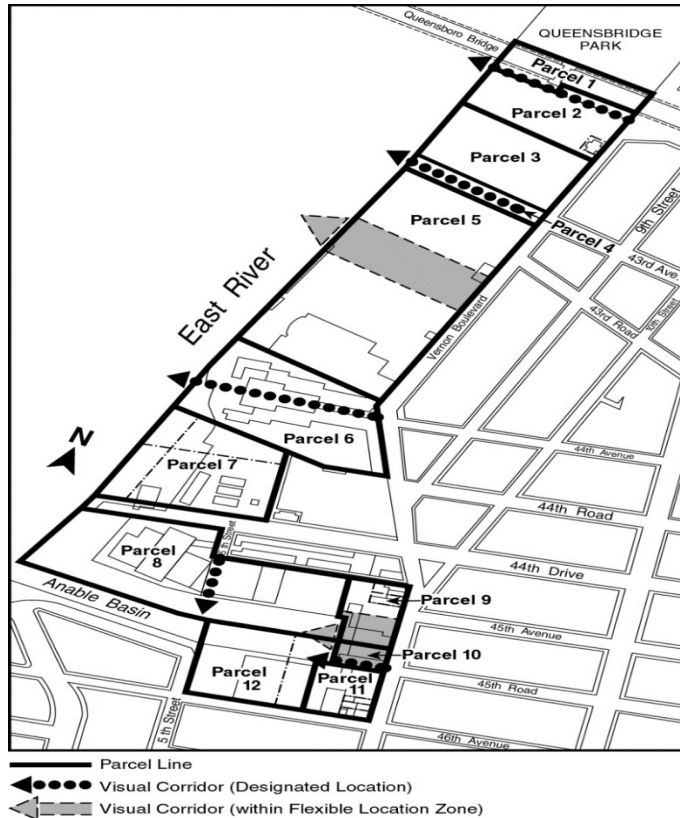 QUEENSBRIDGE
PARK
Queensboro Bridge
Parcel 1
Parcel 2
Parcel 3
Parcel 4
Parcel 5
9th Street
43rd Ave.
10th Street
43rd Road
Vernon Boulevard
East River
N
Parcel 6
44th Avenue
Parcel 7
44th Road
5th Street
Parcel
8
44th Drive
Anable Basin
Parcel 9
45th Avenue
Parcel 10
Parcel
11
Parcel
12
45th Road
5 th Street
46th Avenue
Parcel Line
Visual Corridor (Designated Location)
Visual Corridor (within Flexible Location Zone)